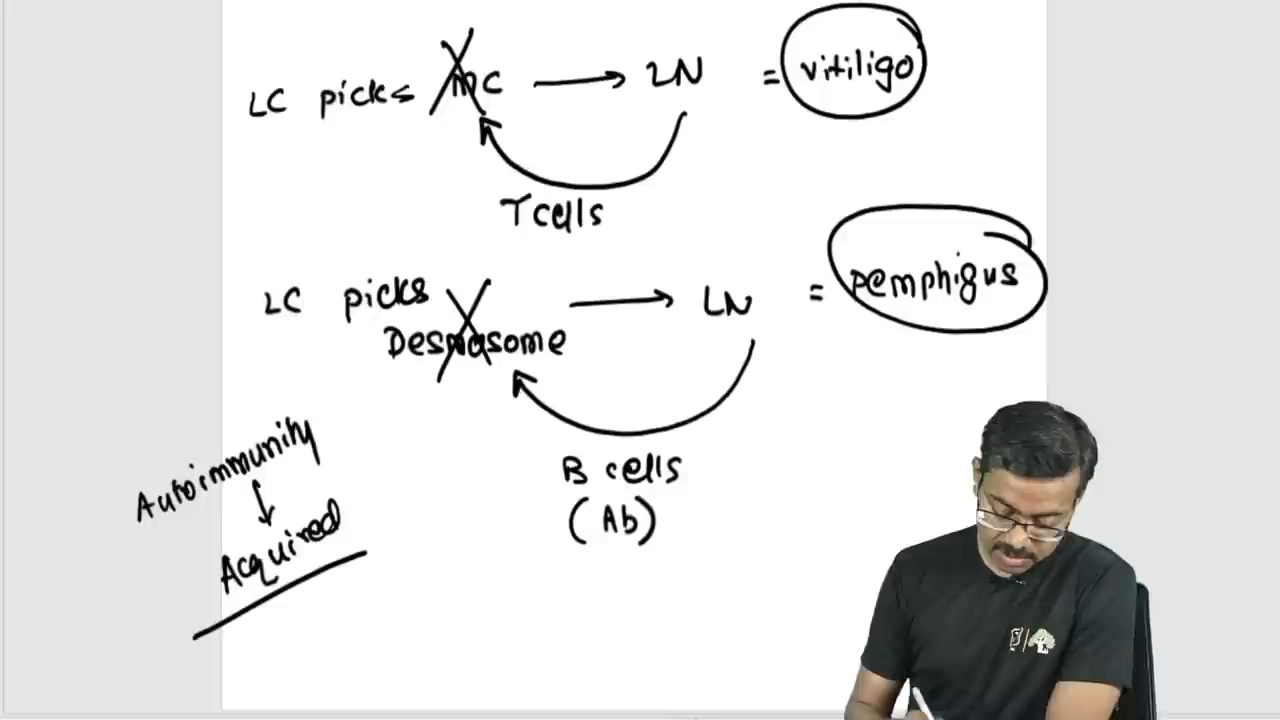 LC picks MC → LN = vitiligo
T cells
LC picks Desmosome → LN = pemphigus
B cells
(Ab)
Autoimmunity
↓
Acquired